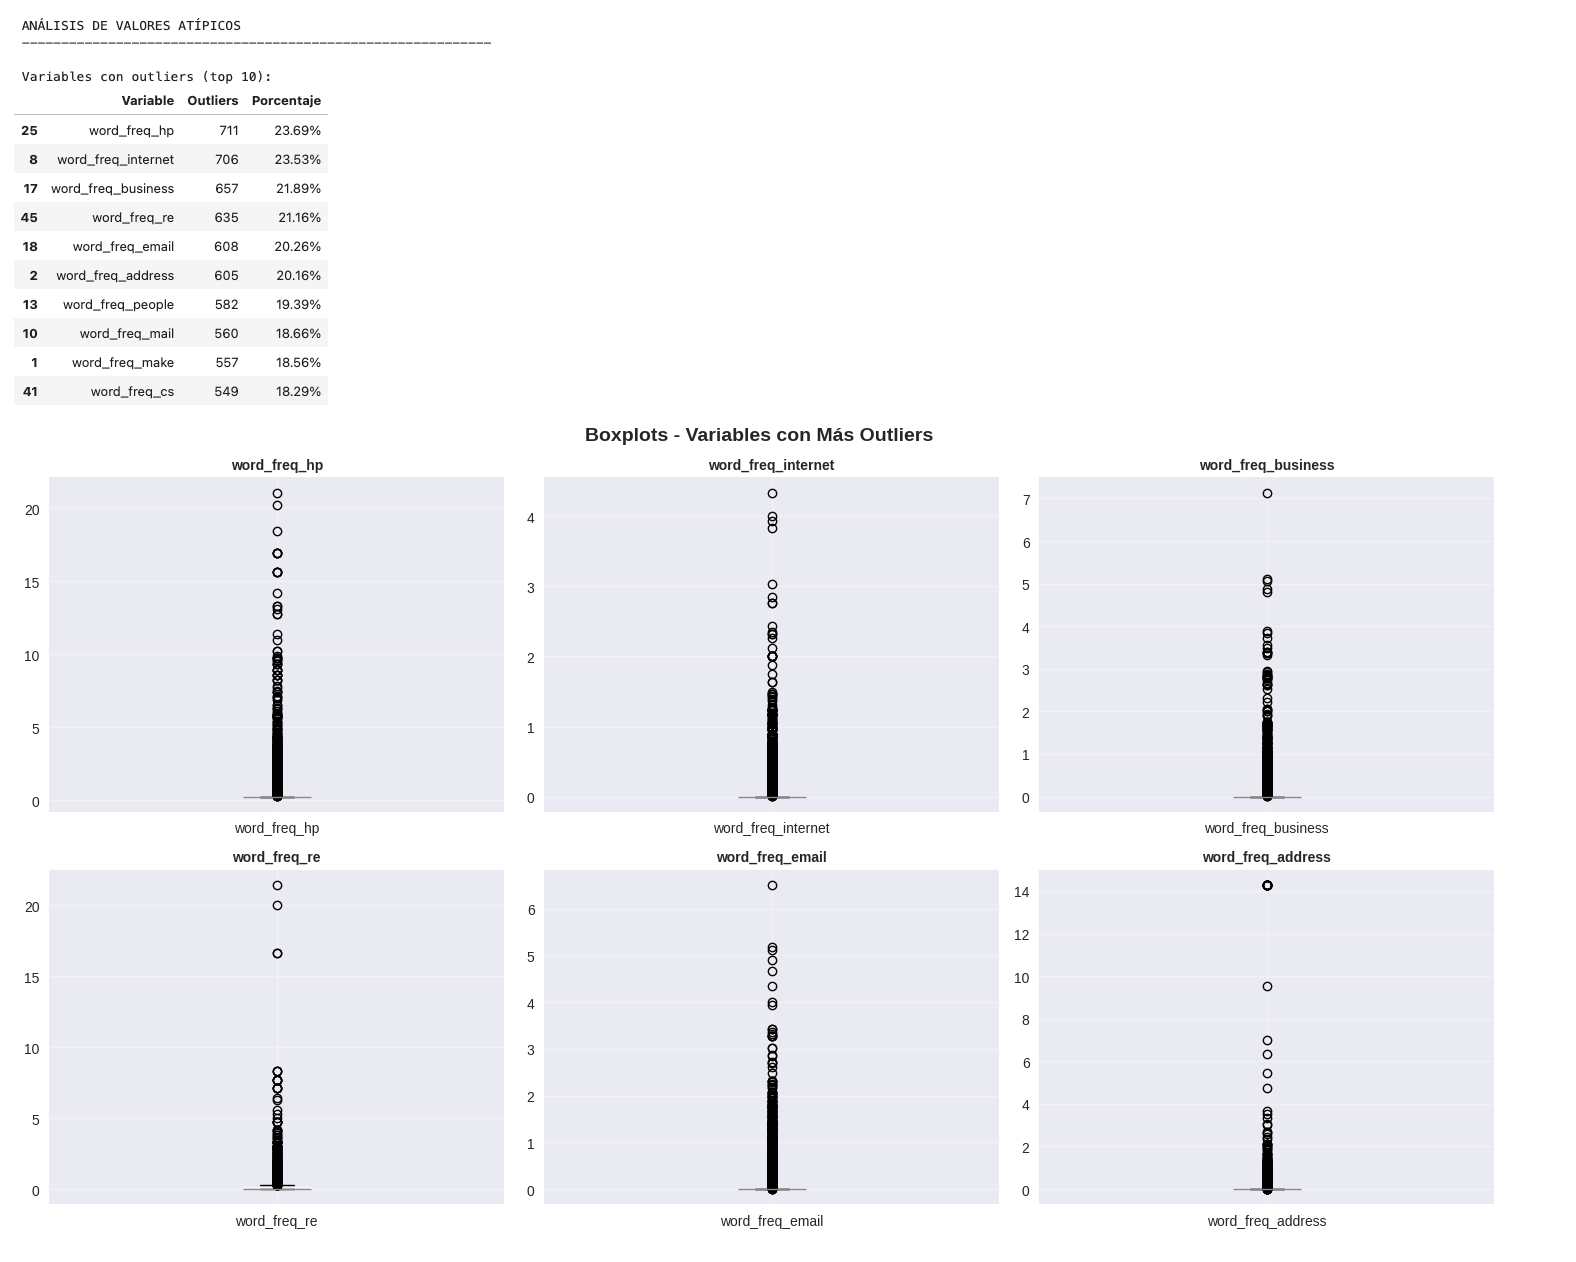 ANÁLISIS DE VALORES ATÍPICOS
------------------------------------------------------------
Variables con outliers (top 10):
Variable Outliers Porcentaje
25 word_freq_hp 711 23.69%
8 word_freq_internet 706 23.53%
17 word_freq_business 657 21.89%
45 word_freq_re 635 21.16%
18 word_freq_email 608 20.26%
2 word_freq_address 605 20.16%
13 word_freq_people 582 19.39%
10 word_freq_mail 560 18.66%
1 word_freq_make 557 18.56%
41 word_freq_cs 549 18.29%
Boxplots - Variables con Más Outliers
word_freq_hp
20
15
10
5
0
word_freq_hp
word_freq_internet
4
3
2
1
0
word_freq_internet
word_freq_business
7
6
5
4
3
2
1
0
word_freq_business
word_freq_re
20
15
10
5
0
word_freq_re
word_freq_email
6
5
4
3
2
1
0
word_freq_email
word_freq_address
14
12
10
8
6
4
2
0
word_freq_address